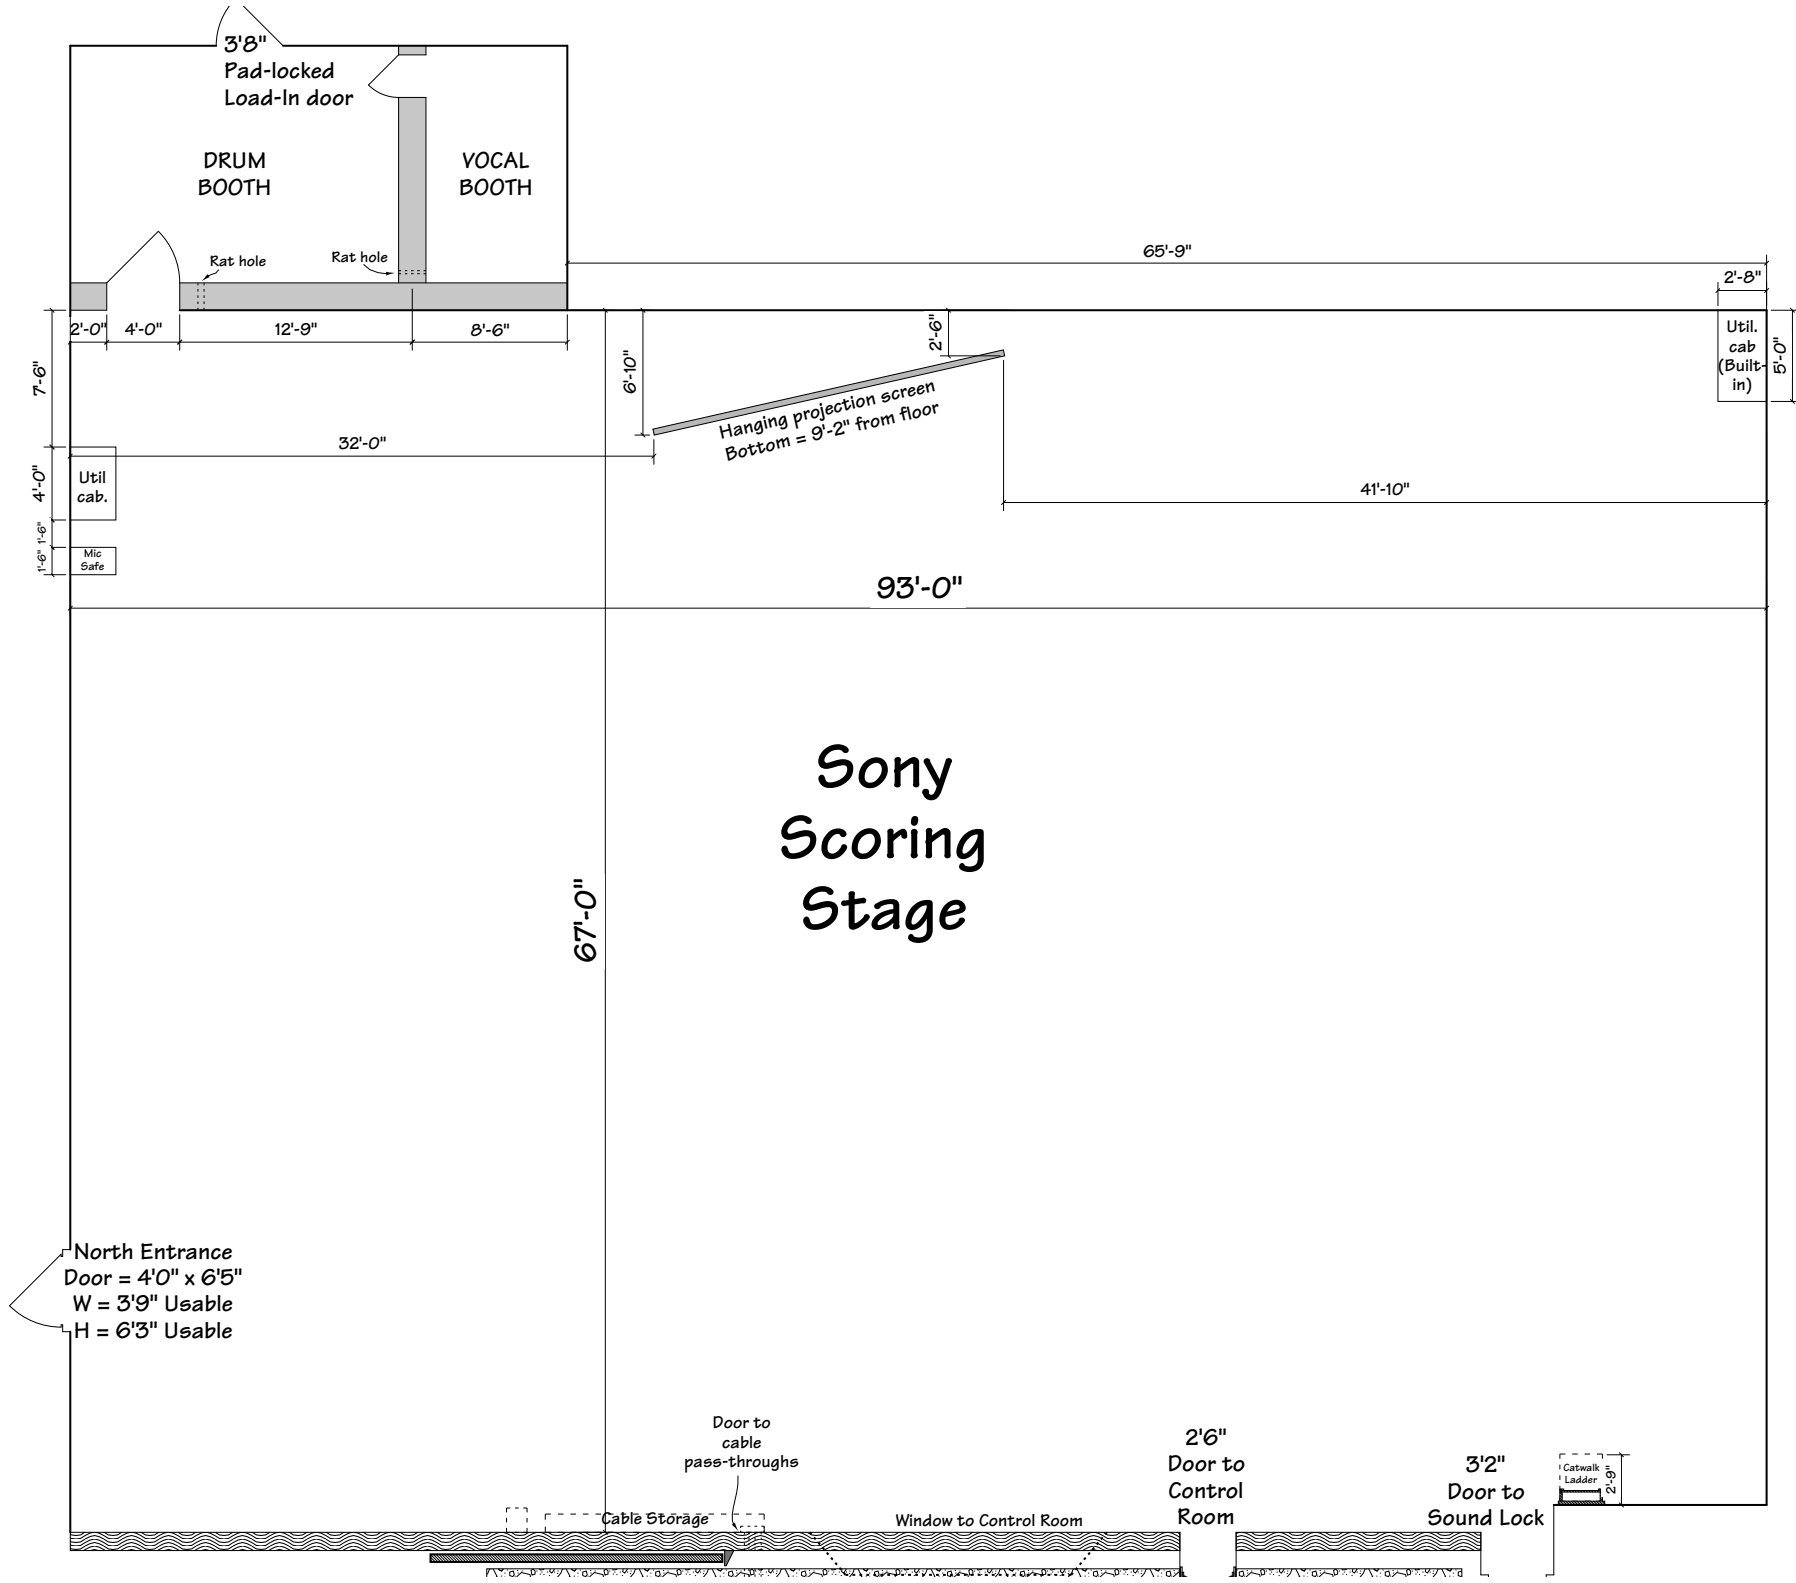 3'8"
Pad-locked
Load-In door
DRUM
BOOTH
VOCAL
BOOTH
Rat hole
Rat hole
65'-9"
2'-8"
2'-0"
4'-0"
12'-9"
8'-6"
7'-6"
6'-10"
2'-6"
Util.
cab
(Built-
in)
5'-0"
Hanging projection screen
Bottom = 9'-2" from floor
32'-0"
4'-0"
Util
cab.
41'-10"
1'-6"
1'-6"
Mic
Safe
93'-0"
Sony
Scoring
Stage
67'-0"
North Entrance
Door = 4'0" x 6'5"
W = 3'9" Usable
H = 6'3" Usable
Door to
cable
pass-throughs
Cable Storage
Window to Control Room
2'6"
Door to
Control
Room
3'2"
Door to
Sound Lock
Catwalk
Ladder
2'-9"